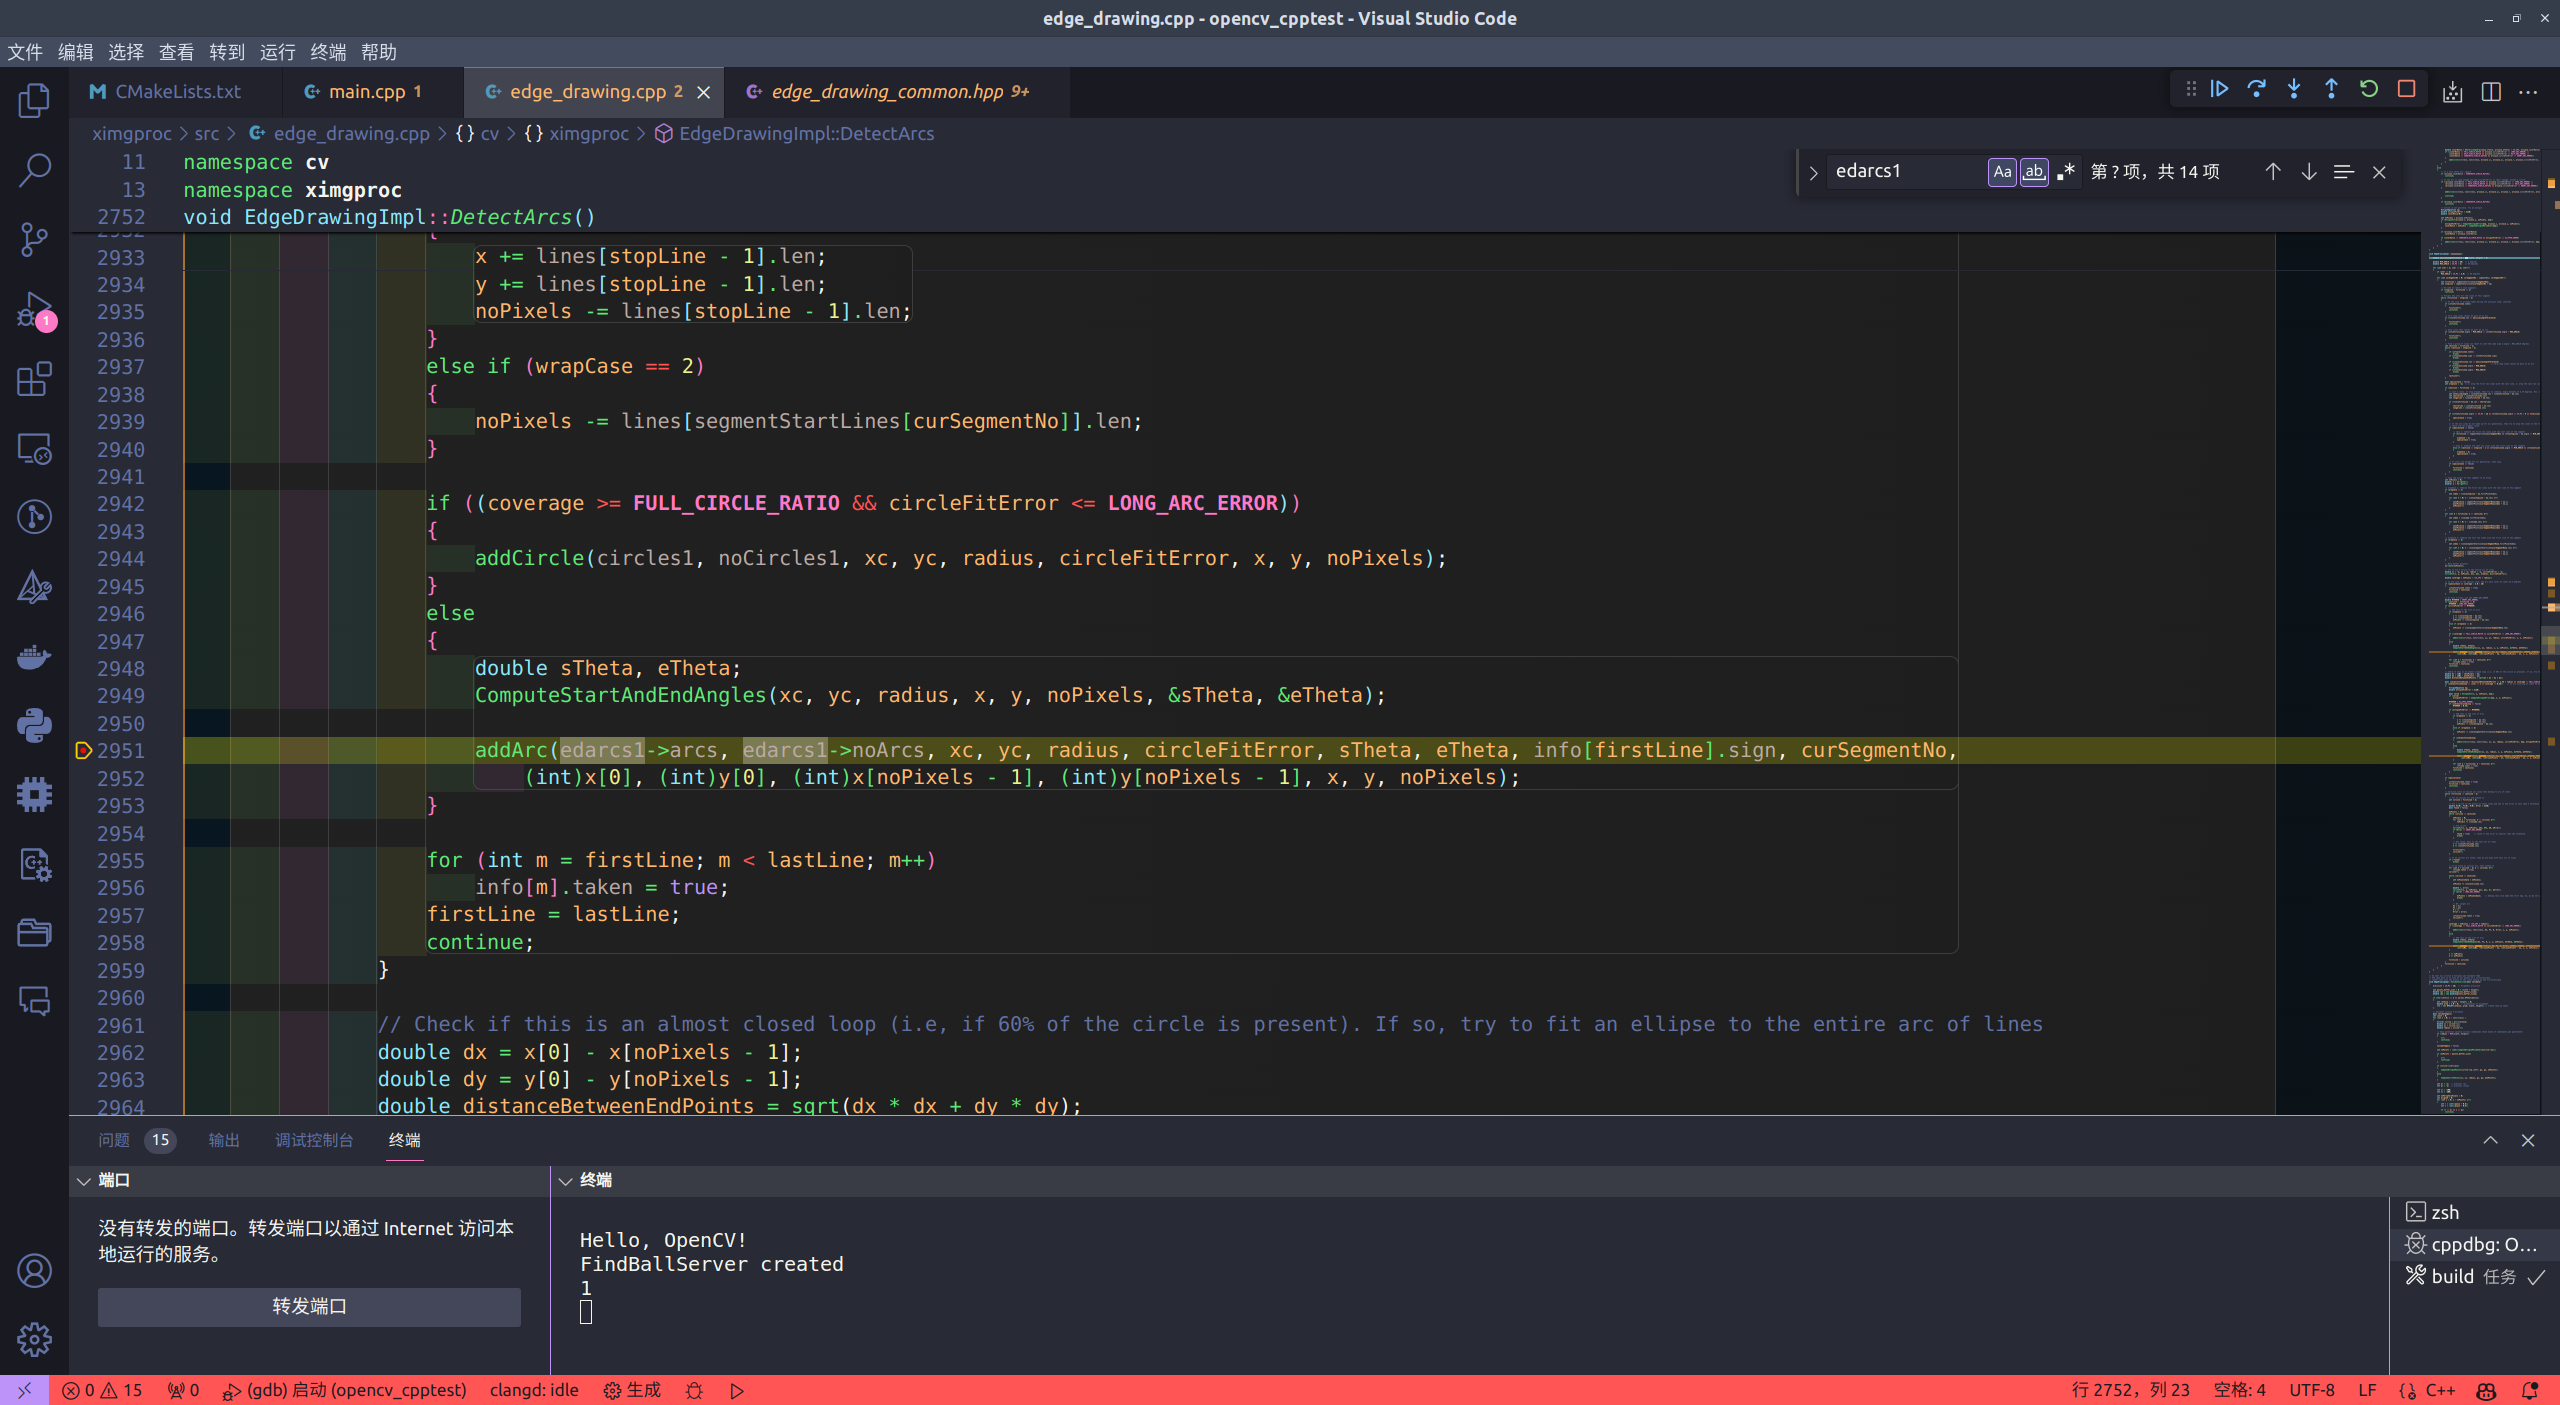 edge_drawing.cpp - opencv_cpptest - Visual Studio Code
文件 编辑 选择 查看 转到 运行 终端 帮助
CMakeLists.txt main.cpp 1 edge_drawing.cpp 2 edge_drawing_common.hpp 9+
ximgproc > src > edge_drawing.cpp > {} cv > {} ximgproc > EdgeDrawingImpl::DetectArcs
edarcs1 Aa ab .* 第 ? 项，共 14 项
11 namespace cv
13 namespace ximgproc
2752 void EdgeDrawingImpl::DetectArcs()
2932 {
2933 x += lines[stopLine - 1].len;
2934 y += lines[stopLine - 1].len;
2935 noPixels -= lines[stopLine - 1].len;
2936 }
2937 else if (wrapCase == 2)
2938 {
2939 noPixels -= lines[segmentStartLines[curSegmentNo]].len;
2940 }
2941
2942 if ((coverage >= FULL_CIRCLE_RATIO && circleFitError <= LONG_ARC_ERROR))
2943 {
2944 addCircle(circles1, noCircles1, xc, yc, radius, circleFitError, x, y, noPixels);
2945 }
2946 else
2947 {
2948 double sTheta, eTheta;
2949 ComputeStartAndEndAngles(xc, yc, radius, x, y, noPixels, &sTheta, &eTheta);
2950
2951 addArc(edarcs1->arcs, edarcs1->noArcs, xc, yc, radius, circleFitError, sTheta, eTheta, info[firstLine].sign, curSegmentNo,
2952 (int)x[0], (int)y[0], (int)x[noPixels - 1], (int)y[noPixels - 1], x, y, noPixels);
2953 }
2954
2955 for (int m = firstLine; m < lastLine; m++)
2956 info[m].taken = true;
2957 firstLine = lastLine;
2958 continue;
2959 }
2960
2961 // Check if this is an almost closed loop (i.e, if 60% of the circle is present). If so, try to fit an ellipse to the entire arc of lines
2962 double dx = x[0] - x[noPixels - 1];
2963 double dy = y[0] - y[noPixels - 1];
2964 double distanceBetweenEndPoints = sqrt(dx * dx + dy * dy);
1
问题 15 输出 调试控制台 终端
端口
没有转发的端口。转发端口以通过 Internet 访问本
地运行的服务。
转发端口
终端
Hello, OpenCV!
FindBallServer created
1
zsh
cppdbg: O...
build 任务
0 15 0 (gdb) 启动 (opencv_cpptest) clangd: idle 生成 行 2752，列 23 空格: 4 UTF-8 LF C++